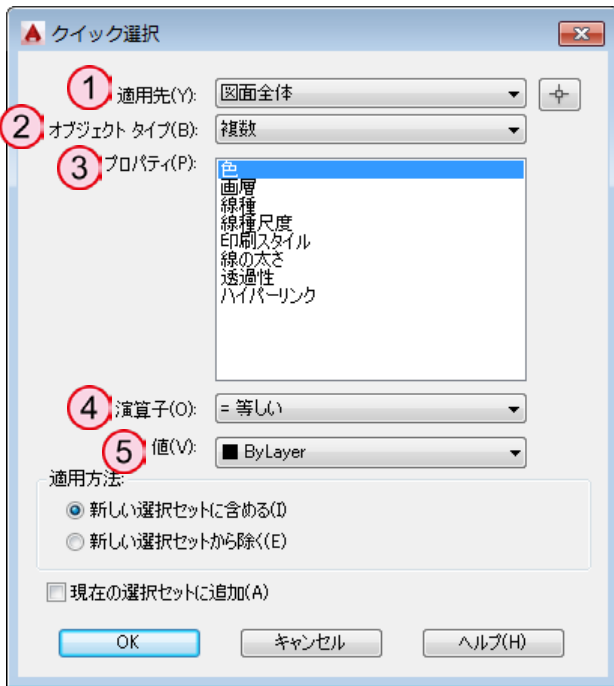 クイック選択
1 適用先(Y): 図面全体
2 オブジェクト タイプ(B): 複数
3 プロパティ(P):
色
画層
線種
線種尺度
印刷スタイル
線の太さ
透過性
ハイパーリンク
4 演算子(O): = 等しい
5 値(V): ByLayer
適用方法:
新しい選択セットに含める(I)
新しい選択セットから除く(E)
現在の選択セットに追加(A)
OK キャンセル ヘルプ(H)